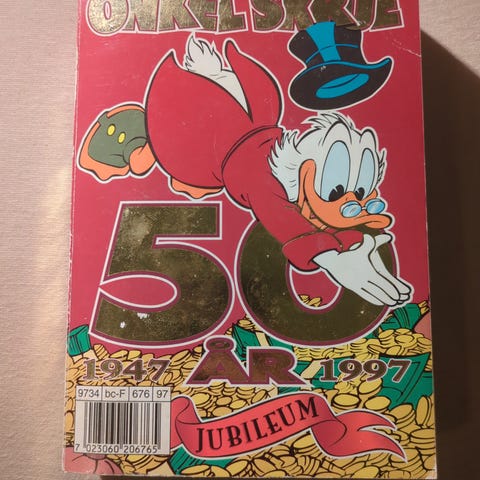 ONKEL SKRUE
50
ÅR
1947 1997
9734 bc-F 676 97
JUBILEUM
7 023060 206765